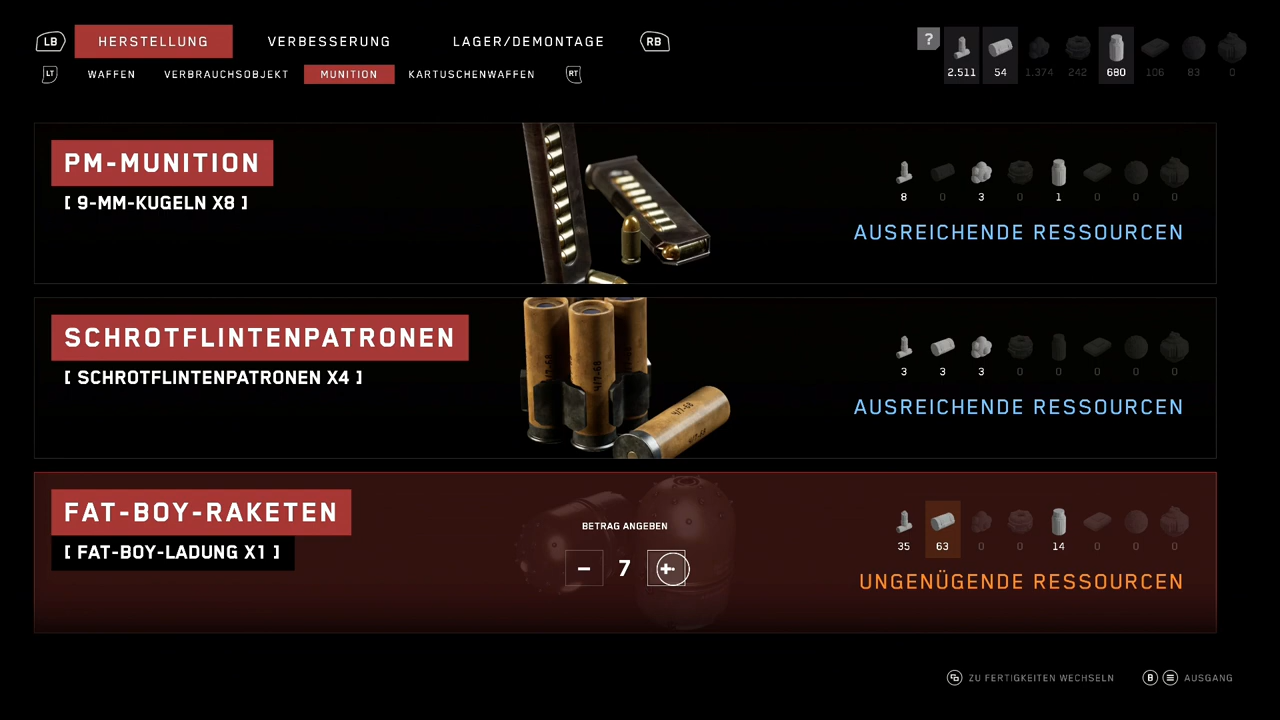 LB HERSTELLUNG VERBESSERUNG LAGER/DEMONTAGE RB
LT WAFFEN VERBRAUCHSOBJEKT MUNITION KARTUSCHENWAFFEN RT
?
2.511 54 1.374 242 680 106 83 0
PM-MUNITION
[ 9-MM-KUGELN X8 ]
8 0 3 0 1 0 0 0
AUSREICHENDE RESSOURCEN
SCHROTFLINTENPATRONEN
[ SCHROTFLINTENPATRONEN X4 ]
3 3 3 0 0 0 0 0
AUSREICHENDE RESSOURCEN
FAT-BOY-RAKETEN
[ FAT-BOY-LADUNG X1 ]
BETRAG ANGEBEN
− 7 +
35 63 0 0 14 0 0 0
UNGENÜGENDE RESSOURCEN
ZU FERTIGKEITEN WECHSELN B AUSGANG